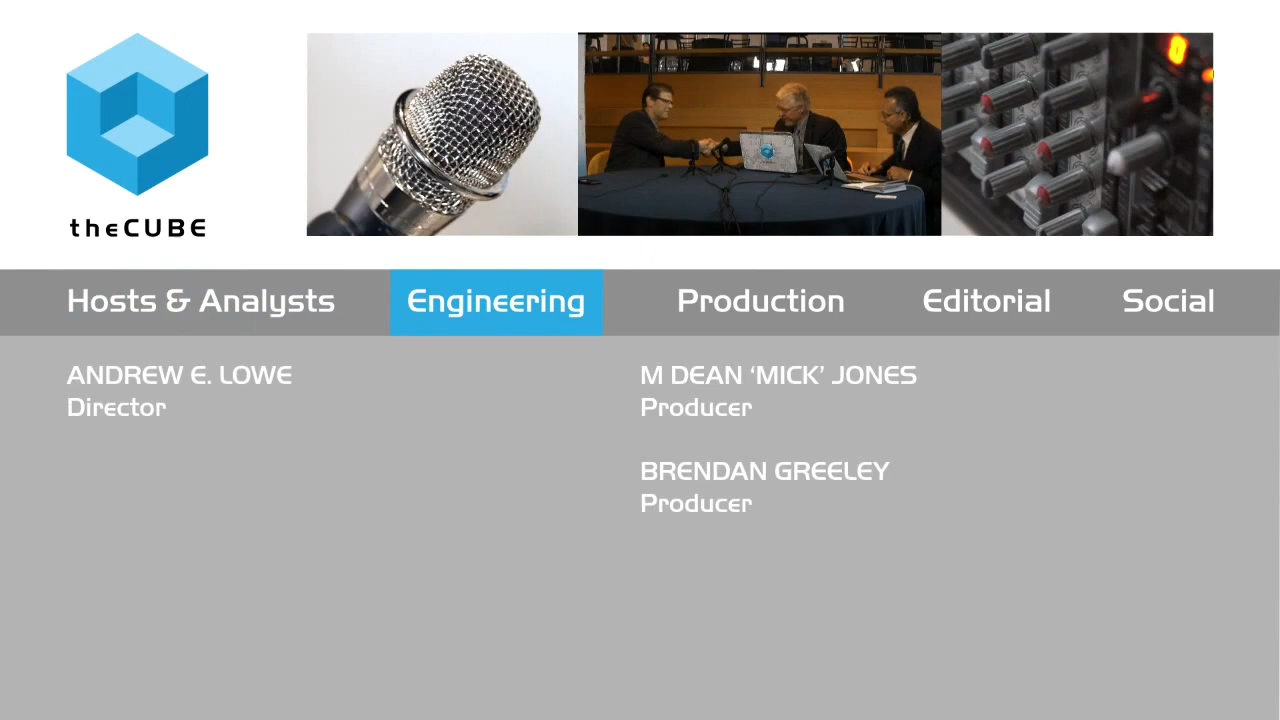 theCUBE
Hosts & Analysts
Engineering
Production
Editorial
Social
ANDREW E. LOWE
Director
M DEAN ‘MICK’ JONES
Producer
BRENDAN GREELEY
Producer